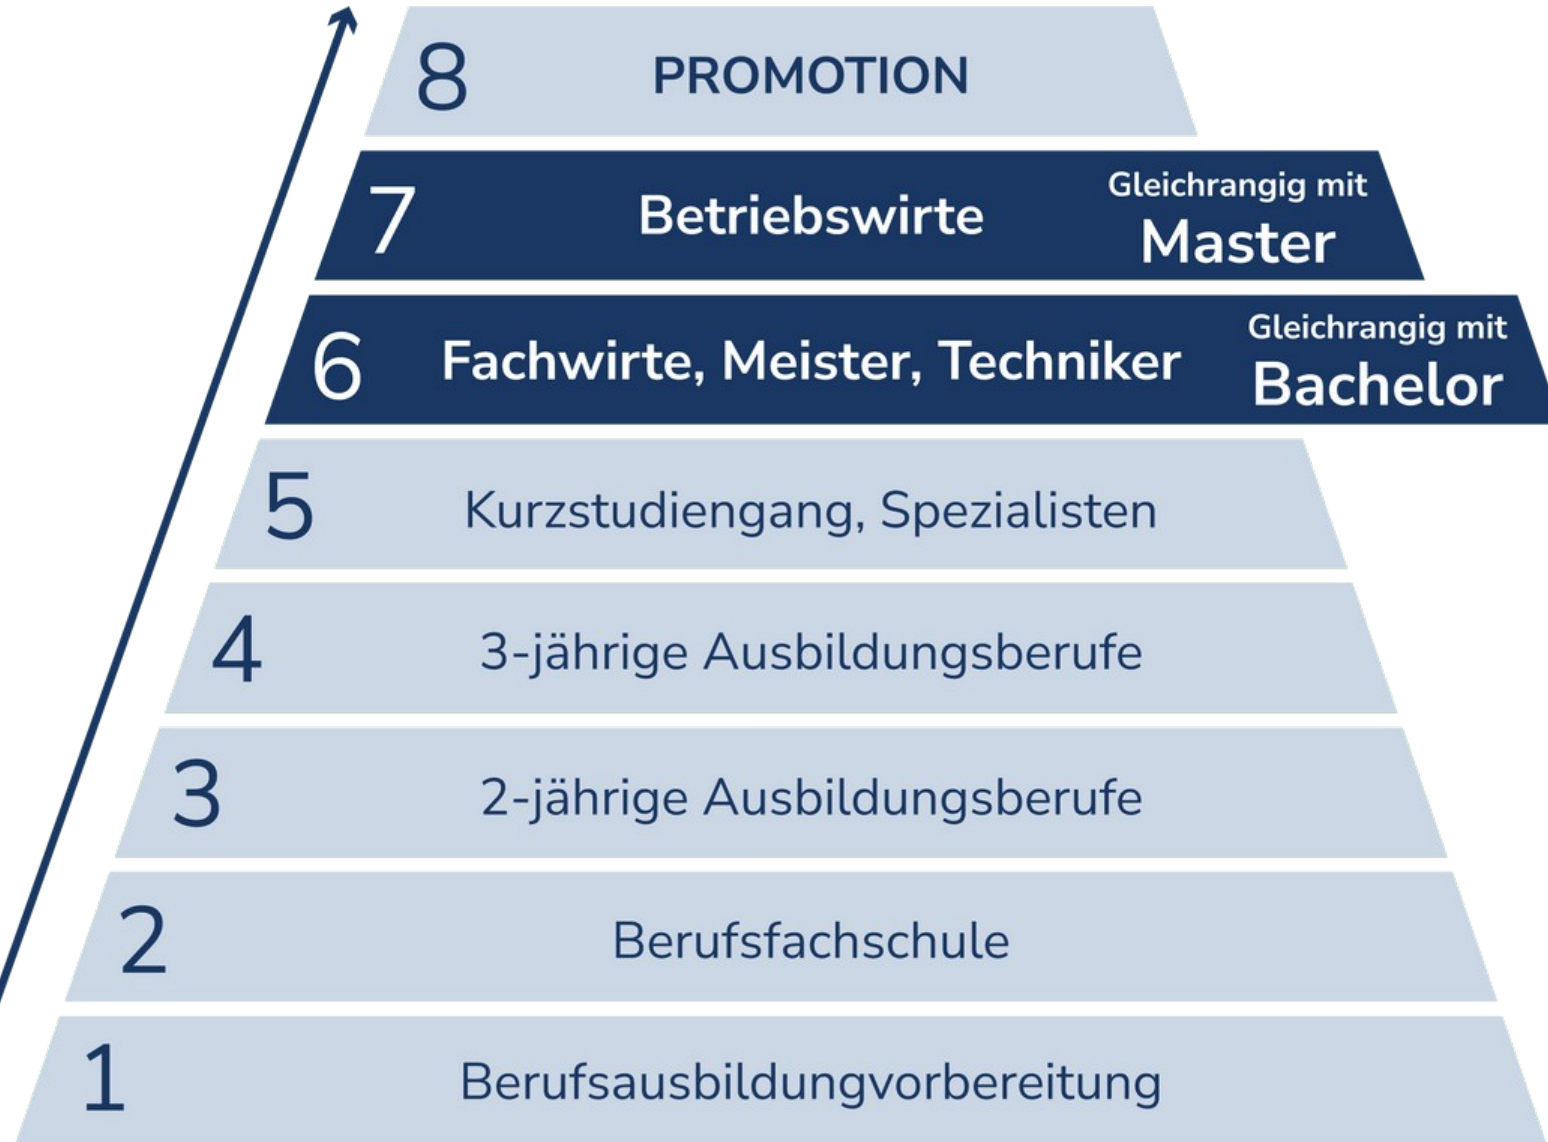 8 PROMOTION
7 Betriebswirte Gleichrangig mit
Master
6 Fachwirte, Meister, Techniker Gleichrangig mit
Bachelor
5 Kurzstudiengang, Spezialisten
4 3-jährige Ausbildungsberufe
3 2-jährige Ausbildungsberufe
2 Berufsfachschule
1 Berufsausbildungvorbereitung